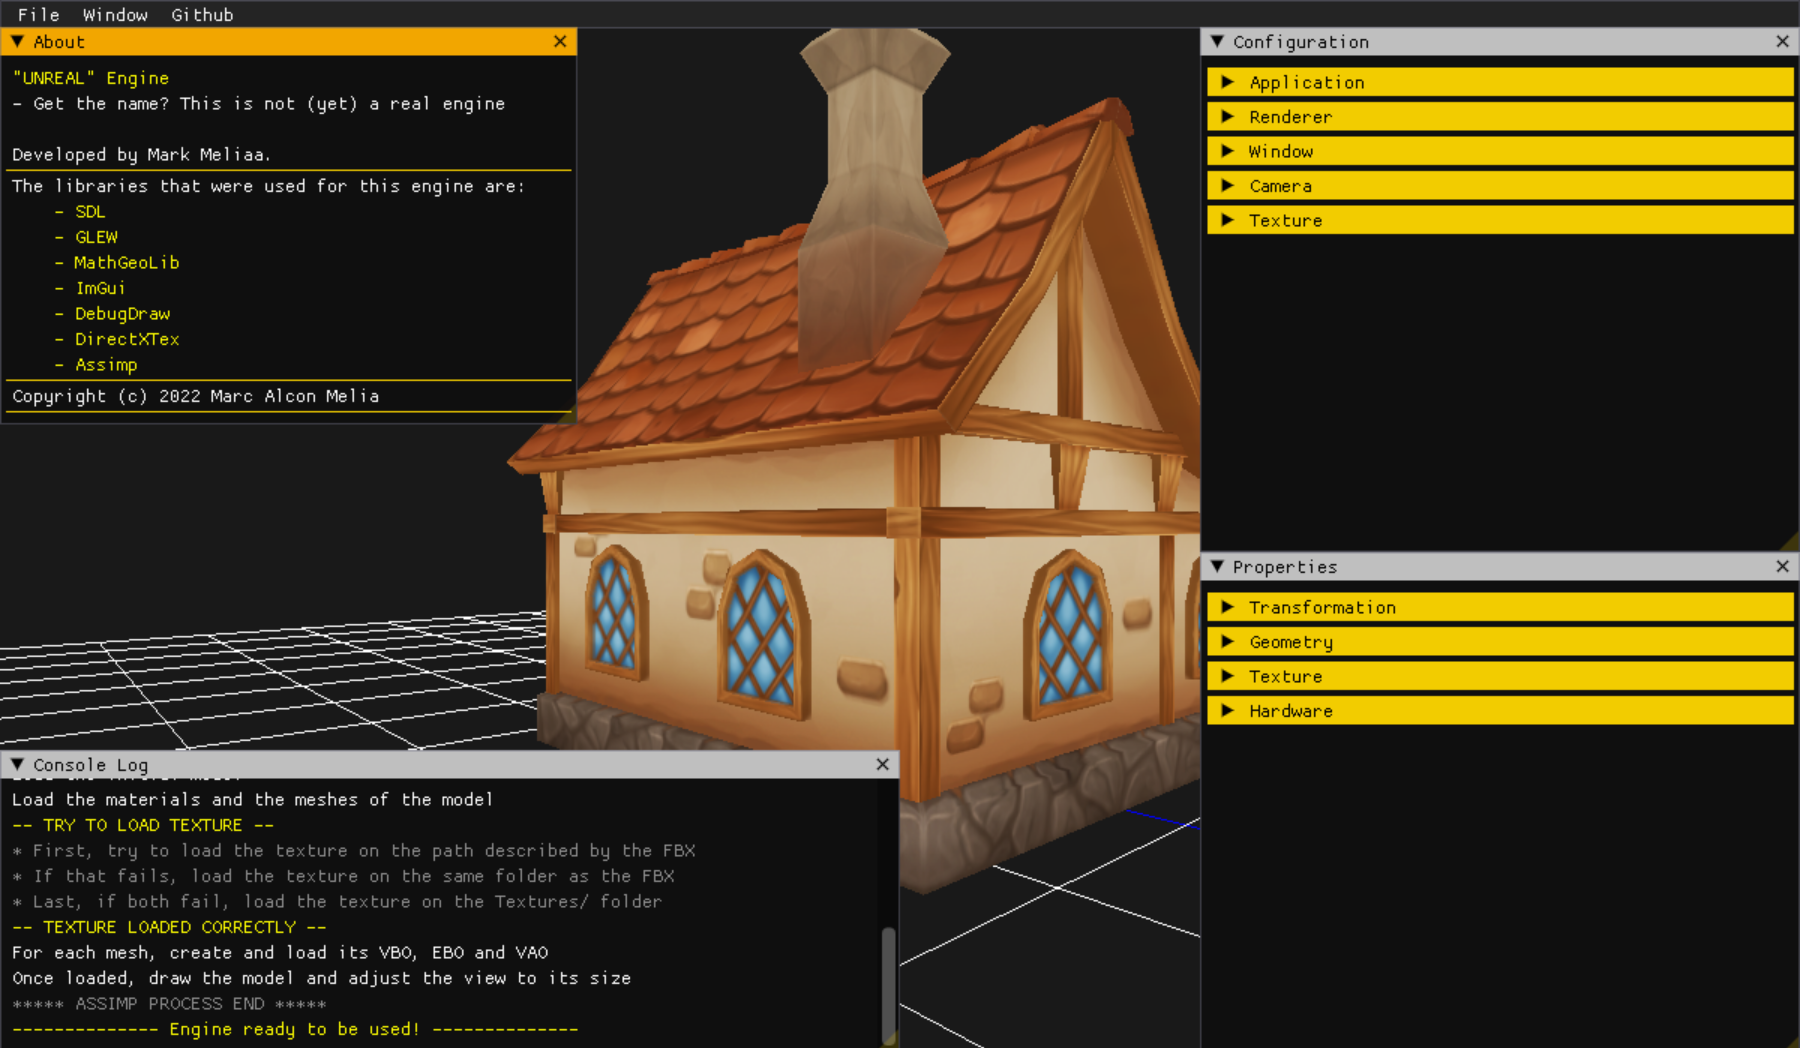 File Window Github
About
"UNREAL" Engine
- Get the name? This is not (yet) a real engine
Developed by Mark Meliaa.
The libraries that were used for this engine are:
- SDL
- GLEW
- MathGeoLib
- ImGui
- DebugDraw
- DirectXTex
- Assimp
Copyright (c) 2022 Marc Alcon Melia
Configuration
Application
Renderer
Window
Camera
Texture
Properties
Transformation
Geometry
Texture
Hardware
Console Log
Load the materials and the meshes of the model
-- TRY TO LOAD TEXTURE --
* First, try to load the texture on the path described by the FBX
* If that fails, load the texture on the same folder as the FBX
* Last, if both fail, load the texture on the Textures/ folder
-- TEXTURE LOADED CORRECTLY --
For each mesh, create and load its VBO, EBO and VAO
Once loaded, draw the model and adjust the view to its size
***** ASSIMP PROCESS END *****
-------------- Engine ready to be used! --------------